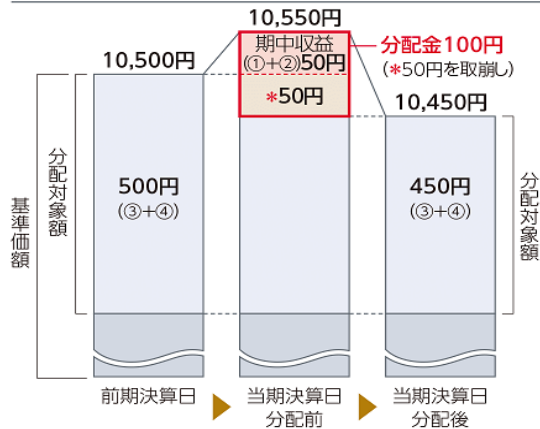 10,550円
10,500円
期中収益
(①+②)50円
*50円
分配金100円
(*50円を取崩し)
10,450円
500円
(③+④)
450円
(③+④)
分配対象額
基準価額
分配対象額
前期決算日
当期決算日
分配前
当期決算日
分配後